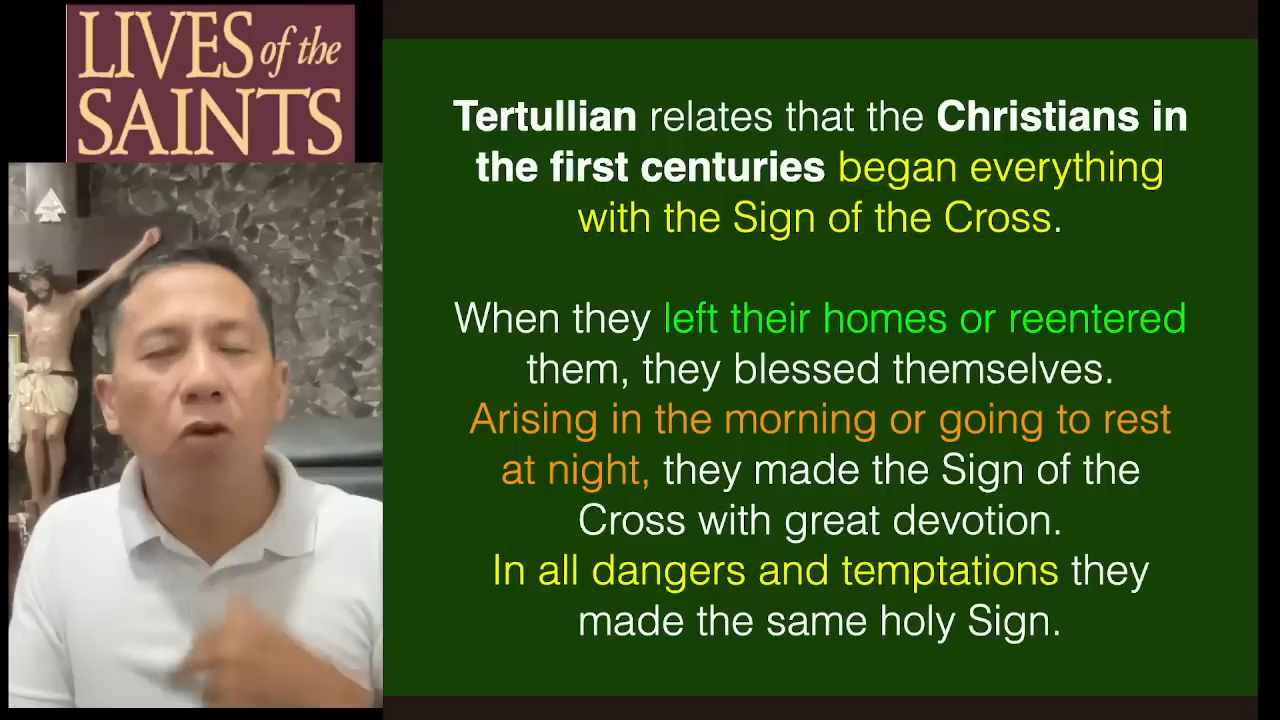 LIVES of the
SAINTS
Tertullian relates that the Christians in
the first centuries began everything
with the Sign of the Cross.
When they left their homes or reentered
them, they blessed themselves.
Arising in the morning or going to rest
at night, they made the Sign of the
Cross with great devotion.
In all dangers and temptations they
made the same holy Sign.